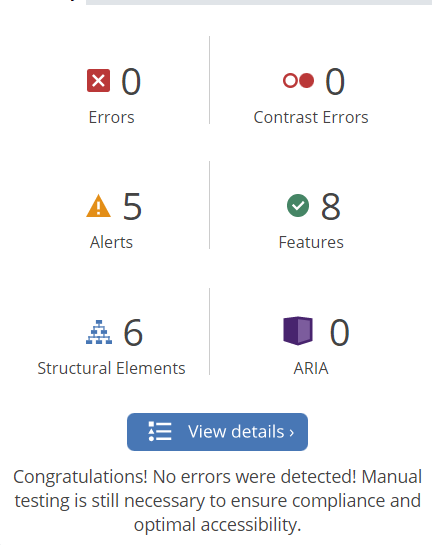 0
Errors
0
Contrast Errors
5
Alerts
8
Features
6
Structural Elements
0
ARIA
View details ›
Congratulations! No errors were detected! Manual
testing is still necessary to ensure compliance and
optimal accessibility.